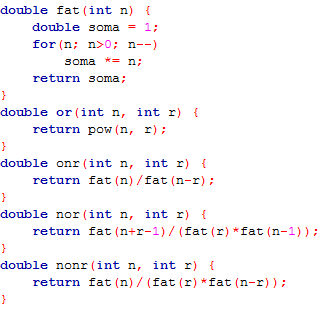 double fat(int n) {
    double soma = 1;
    for(n; n>0; n--)
        soma *= n;
    return soma;
}
double or(int n, int r) {
    return pow(n, r);
}
double onr(int n, int r) {
    return fat(n)/fat(n-r);
}
double nor(int n, int r) {
    return fat(n+r-1)/(fat(r)*fat(n-1));
}
double nonr(int n, int r) {
    return fat(n)/(fat(r)*fat(n-r));
}